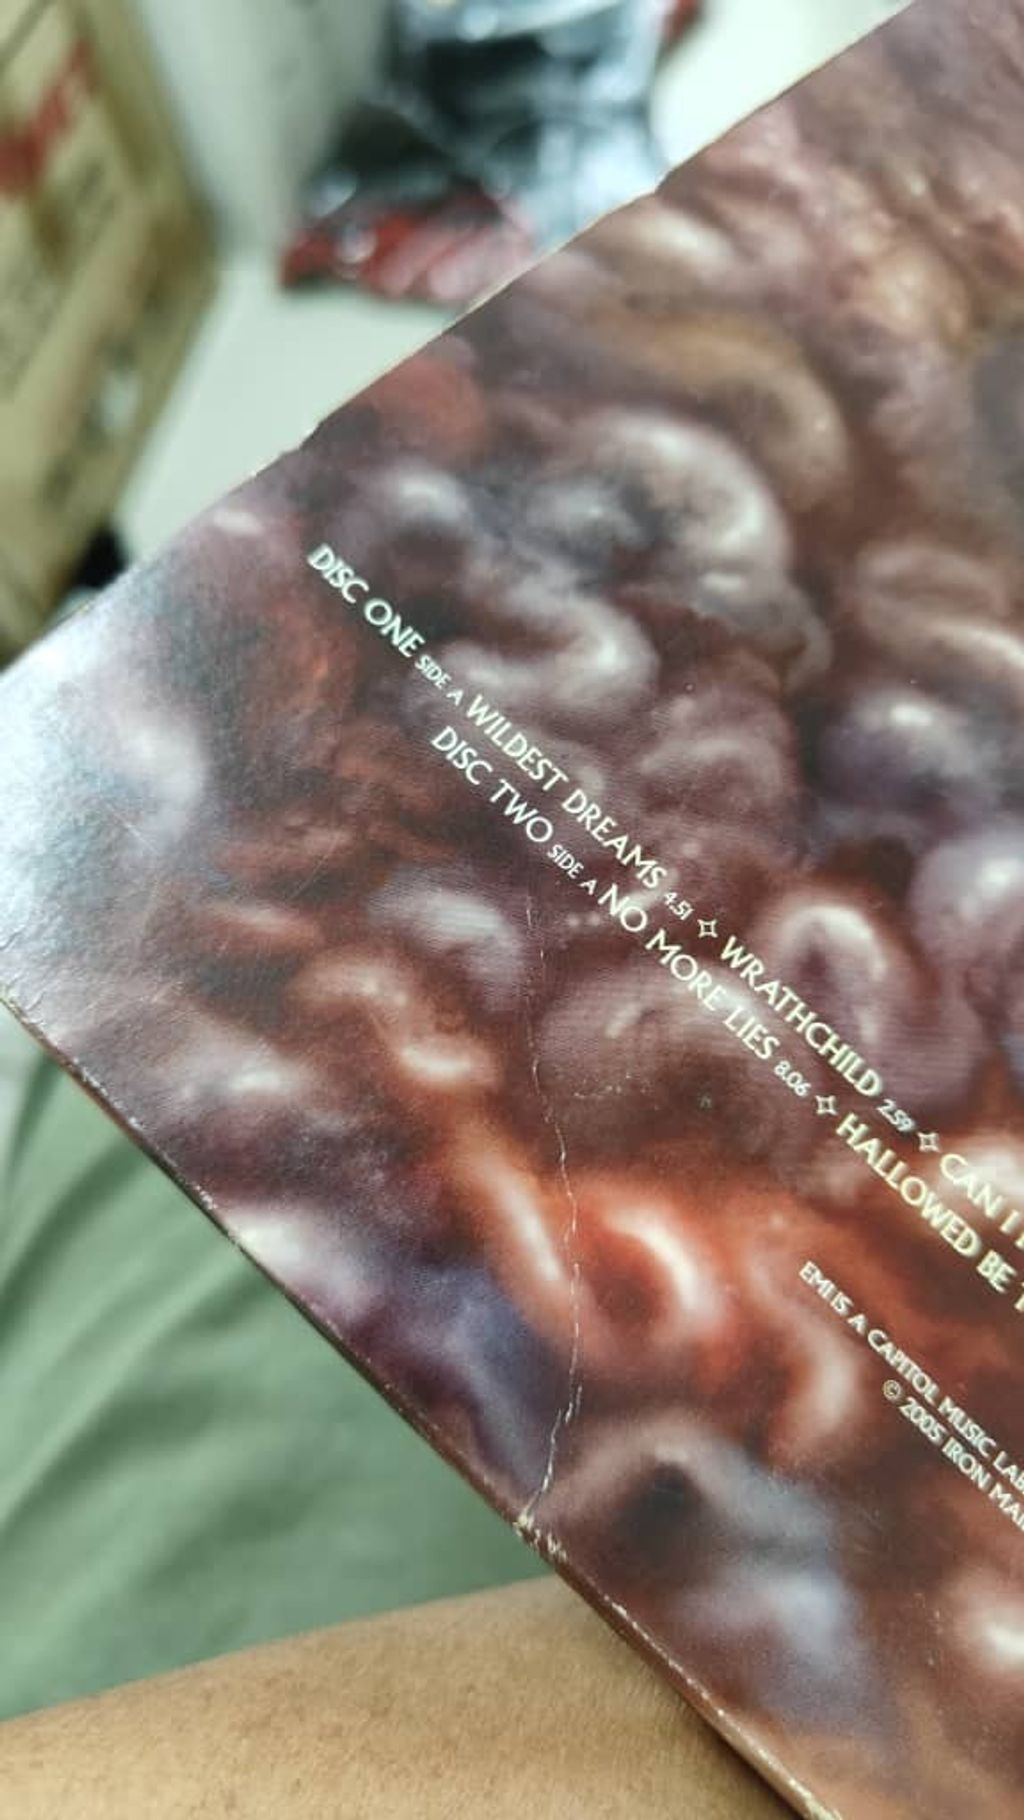 DISC ONE SIDE A WILDEST DREAMS 4.51 ✧ WRATHCHILD 2.59 ✧ CAN I
DISC TWO SIDE A NO MORE LIES 8.06 ✧ HALLOWED BE
EMI IS A CAPITOL MUSIC
© 2005 IRON